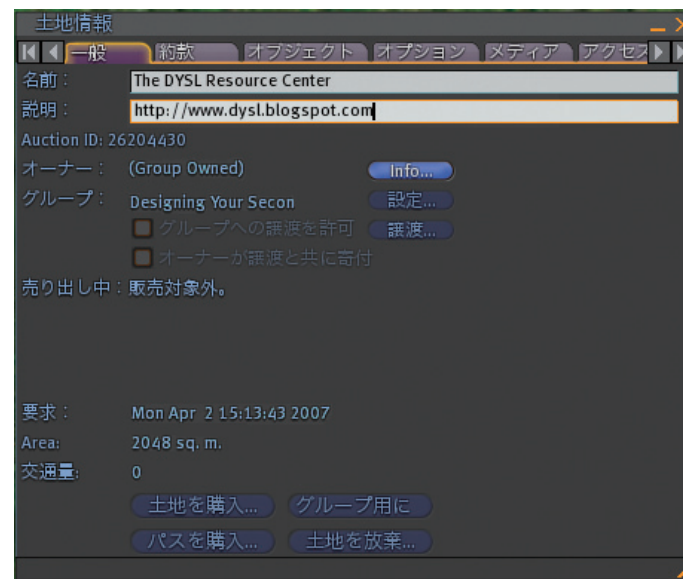 土地情報
一般 約款 オブジェクト オプション メディア アクセス
名前： The DYSL Resource Center
説明： http://www.dysl.blogspot.com
Auction ID: 26204430
オーナー： (Group Owned) Info...
グループ： Designing Your Secon 設定...
グループへの譲渡を許可 譲渡...
オーナーが譲渡と共に寄付
売り出し中： 販売対象外。
要求： Mon Apr 2 15:13:43 2007
Area: 2048 sq. m.
交通量: 0
土地を購入... グループ用に
パスを購入... 土地を放棄...